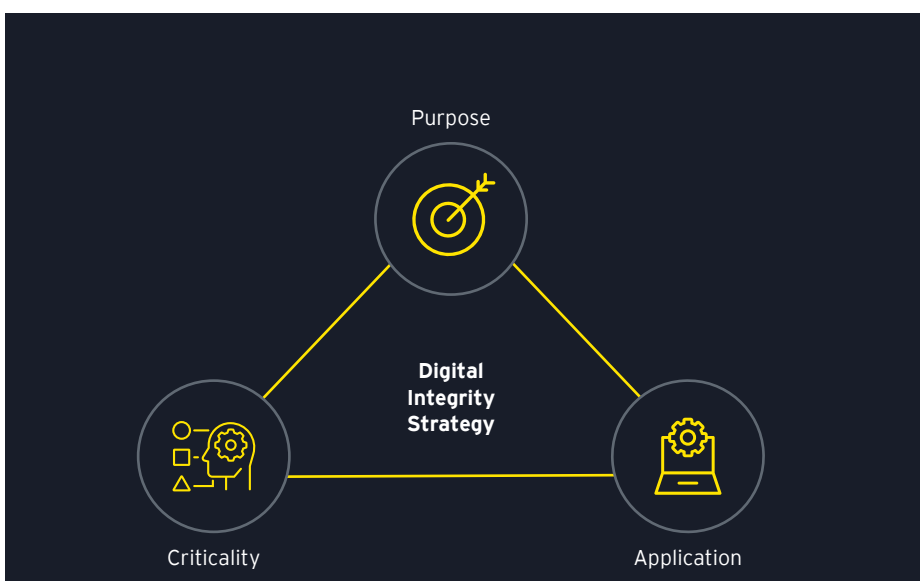 Purpose
Digital
Integrity
Strategy
Criticality
Application